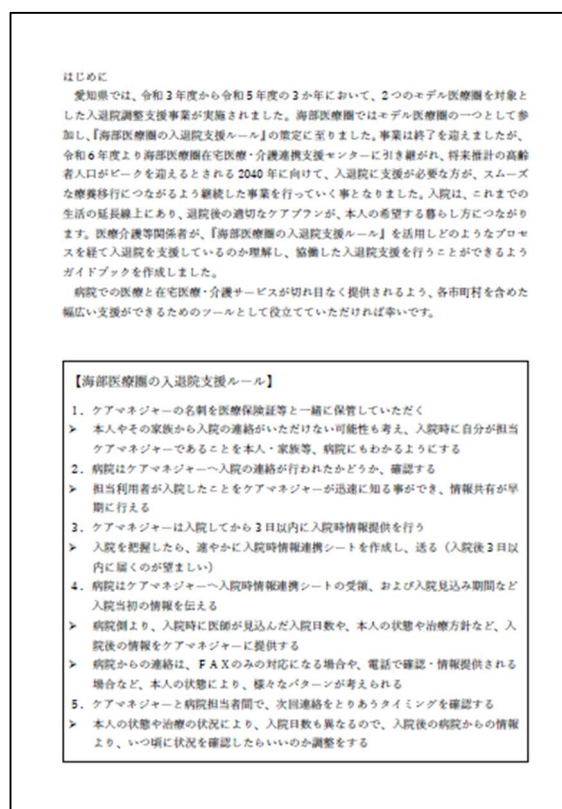 はじめに
愛知県では、令和3年度から令和5年度の3か年において、2つのモデル医療圏を対象と
した入退院調整支援事業が実施されました。海部医療圏ではモデル医療圏の一つとして参
加し、『海部医療圏の入退院支援ルール』の策定に至りました。事業は終了を迎えましたが、
令和6年度より海部医療圏在宅医療・介護連携支援センターに引き継がれ、将来推計の高齢
者人口がピークを迎えるとされる2040年に向けて、入退院に支援が必要な方が、スムーズ
な療養移行につながるよう継続した事業を行っていく事となりました。入院は、これまでの
生活の延長線上にあり、退院後の適切なケアプランが、本人の希望する暮らし方につながり
ます。医療介護等関係者が、『海部医療圏の入退院支援ルール』を活用しどのようなプロセ
スを経て入退院を支援しているのか理解し、協働した入退院支援を行うことができるよう
ガイドブックを作成しました。
病院での医療と在宅医療・介護サービスが切れ目なく提供されるよう、各市町村を含めた
幅広い支援ができるためのツールとして役立てていただければ幸いです。
【海部医療圏の入退院支援ルール】
1．ケアマネジャーの名刺を医療保険証等と一緒に保管していただく
➢ 本人やその家族から入院の連絡がいただけない可能性も考え、入院時に自分が担当
ケアマネジャーであることを本人・家族等、病院にもわかるようにする
2．病院はケアマネジャーへ入院の連絡が行われたかどうか、確認する
➢ 担当利用者が入院したことをケアマネジャーが迅速に知る事ができ、情報共有が早
期に行える
3．ケアマネジャーは入院してから3日以内に入院時情報提供を行う
➢ 入院を把握したら、速やかに入院時情報連携シートを作成し、送る（入院後3日以
内に届くのが望ましい）
4．病院はケアマネジャーへ入院時情報連携シートの受領、および入院見込み期間など
入院当初の情報を伝える
➢ 病院側より、入院時に医師が見込んだ入院日数や、本人の状態や治療方針など、入
院後の情報をケアマネジャーに提供する
➢ 病院からの連絡は、ＦＡＸのみの対応になる場合や、電話で確認・情報提供される
場合など、本人の状態により、様々なパターンが考えられる
5．ケアマネジャーと病院担当者間で、次回連絡をとりあうタイミングを確認する
➢ 本人の状態や治療の状況により、入院日数も異なるので、入院後の病院からの情報
より、いつ頃に状況を確認したらいいのか調整をする